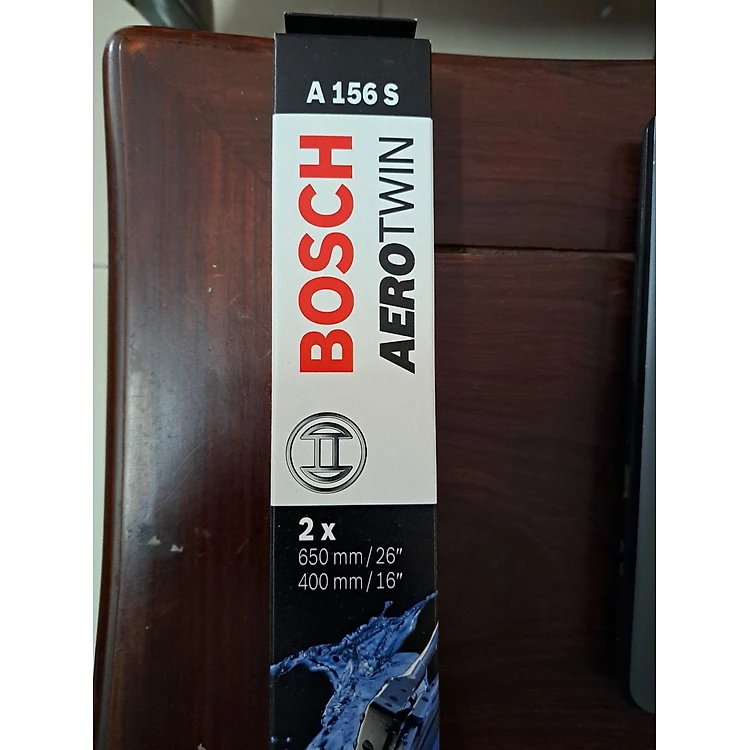 A 156 S
BOSCH
AEROTWIN
2 x
650 mm / 26"
400 mm / 16"